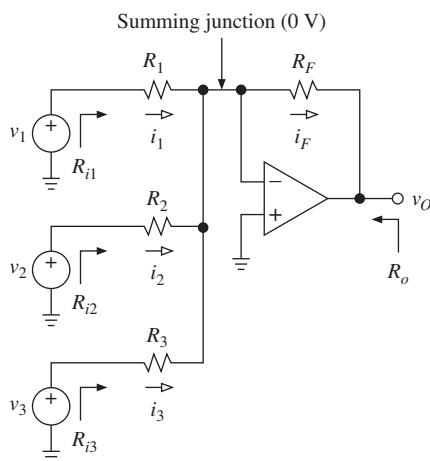 Summing junction (0 V)
R1
RF
v1
+
Ri1
i1
iF
−
+
vO
Ro
R2
v2
+
Ri2
i2
R3
v3
+
Ri3
i3